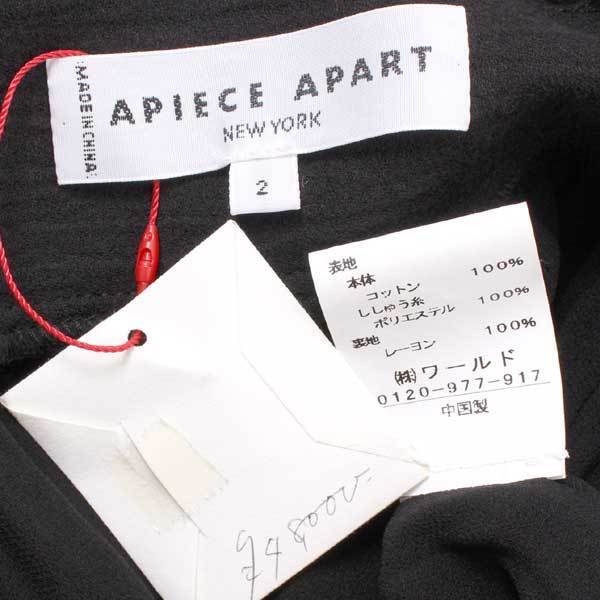 APIECE APART
NEW YORK
MADE IN CHINA
2
表地
本体
コットン 100%
ししゅう糸
ポリエステル 100%
裏地
レーヨン 100%
㈱ワールド
0120-977-917
中国製